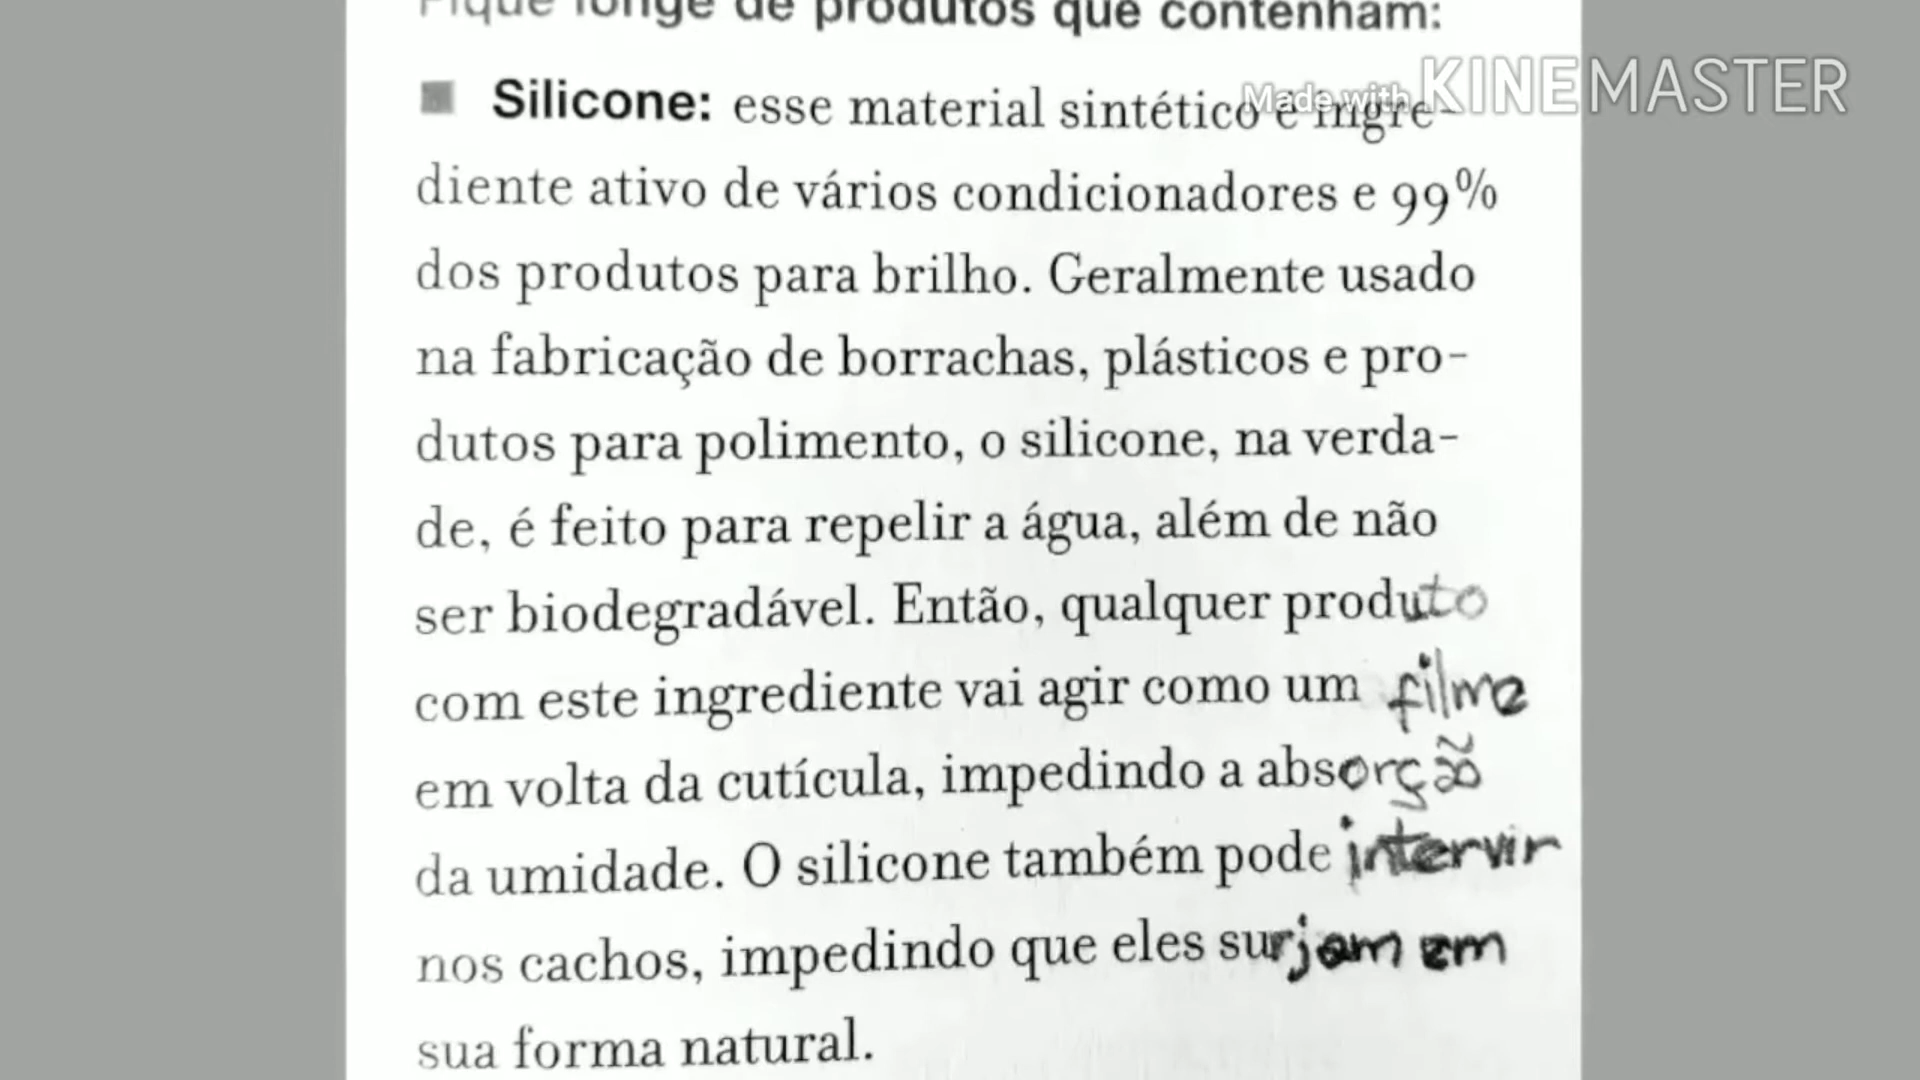 Fique longe de produtos que contenham:
Made with KINEMASTER
■ Silicone: esse material sintético é ingre-
diente ativo de vários condicionadores e 99%
dos produtos para brilho. Geralmente usado
na fabricação de borrachas, plásticos e pro-
dutos para polimento, o silicone, na verda-
de, é feito para repelir a água, além de não
ser biodegradável. Então, qualquer produto
com este ingrediente vai agir como um filme
em volta da cutícula, impedindo a absorção
da umidade. O silicone também pode intervir
nos cachos, impedindo que eles surjam em
sua forma natural.